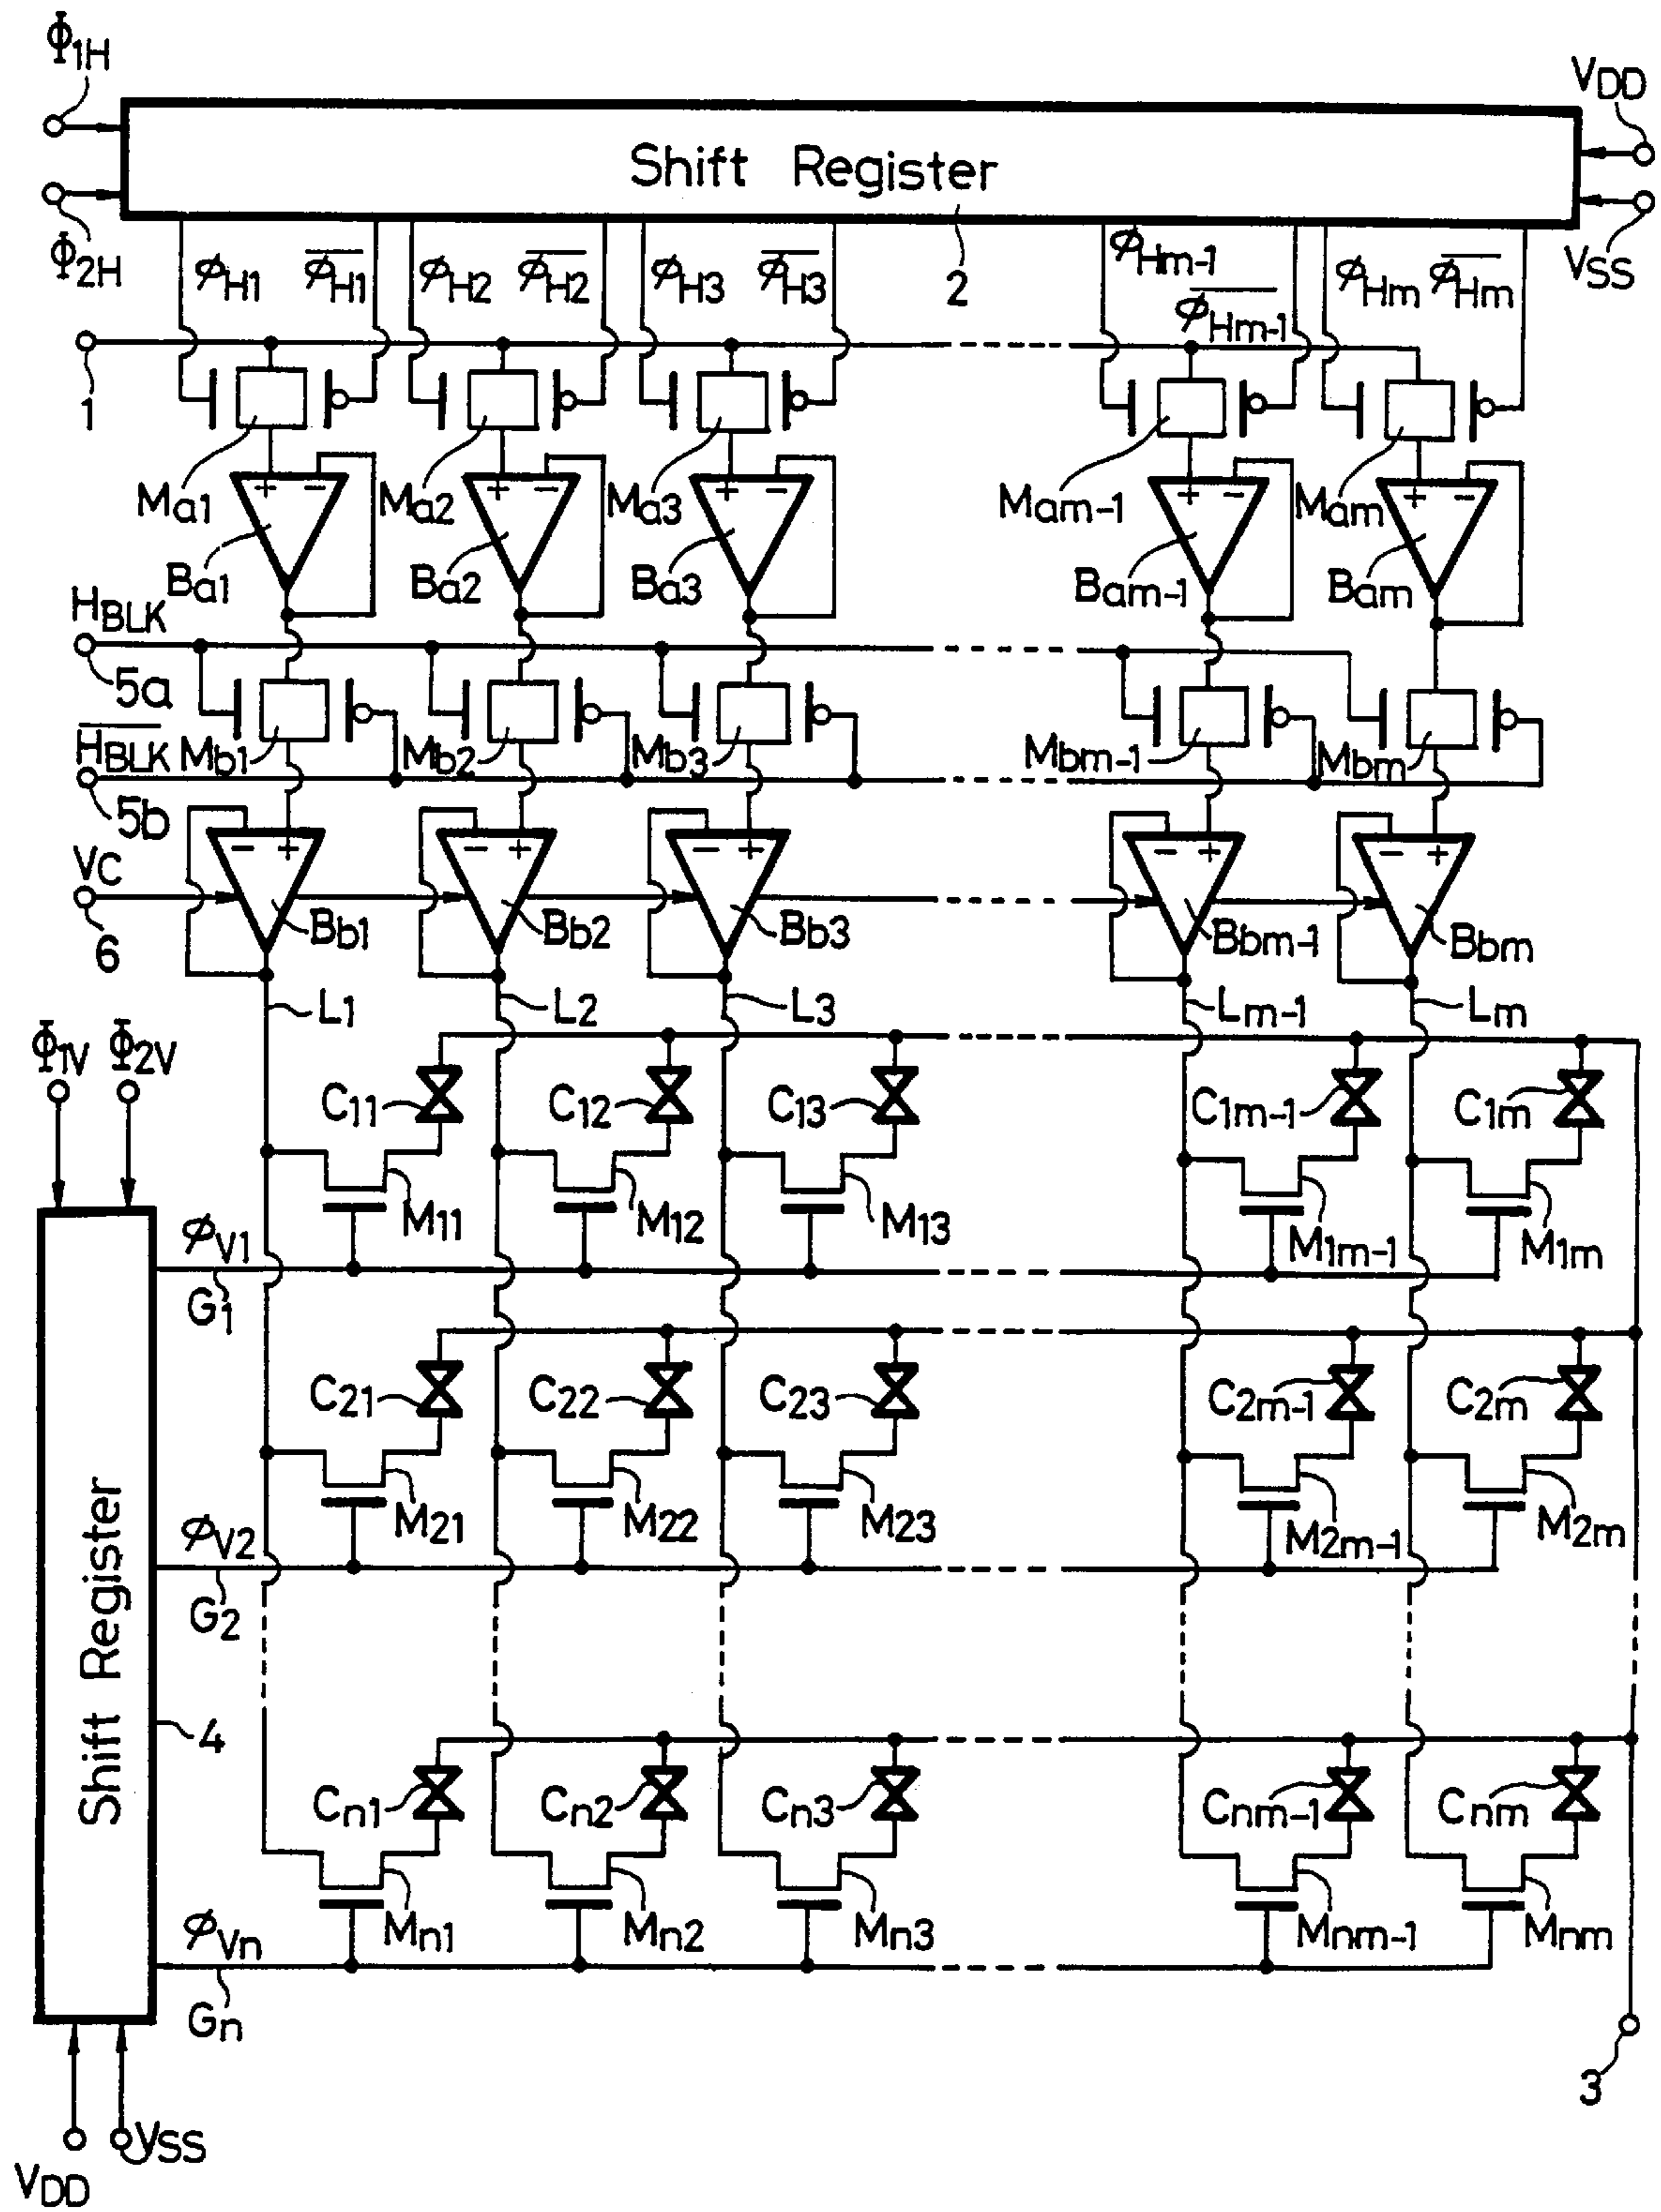 Φ1H
VDD
Shift Register
Φ2H
VSS
φH1 φH1̅ φH2 φH2̅ φH3 φH3̅ 2 φHm-1 φHm-1̅ φHm φHm̅
1
Ma1 Ma2 Ma3 Mam-1 Mam
+ − + − + − + − + −
Ba1 Ba2 Ba3 Bam-1 Bam
HBLK
5a
H̅B̅L̅K̅ Mb1 Mb2 Mb3 Mbm-1 Mbm
5b
− + − + − + − + − +
VC
6 Bb1 Bb2 Bb3 Bbm-1 Bbm
L1 L2 L3 Lm-1 Lm
Φ1V Φ2V
C11 C12 C13 C1m-1 C1m
M11 M12 M13 M1m-1 M1m
φV1
G1
C21 C22 C23 C2m-1 C2m
M21 M22 M23 M2m-1 M2m
φV2
G2
Shift Register
4
Cn1 Cn2 Cn3 Cnm-1 Cnm
Mn1 Mn2 Mn3 Mnm-1 Mnm
φVn
Gn
3
VSS
VDD